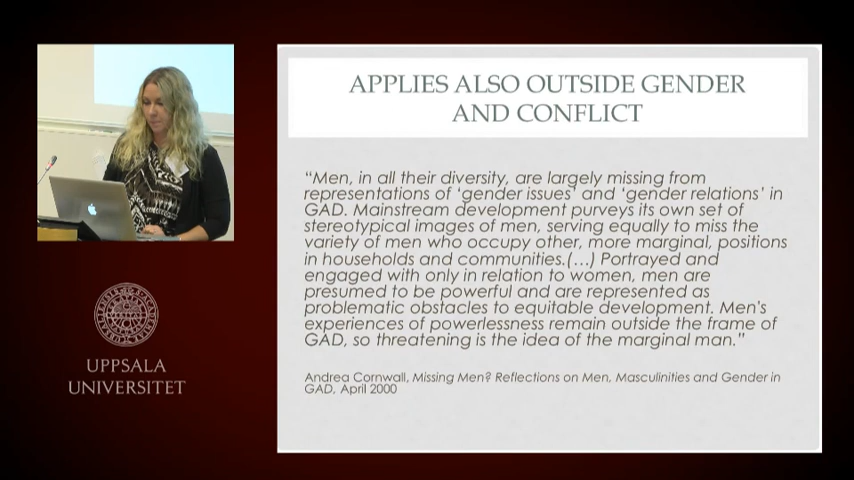 APPLIES ALSO OUTSIDE GENDER
AND CONFLICT
“Men, in all their diversity, are largely missing from
representations of ‘gender issues’ and ‘gender relations’ in
GAD. Mainstream development purveys its own set of
stereotypical images of men, serving equally to miss the
variety of men who occupy other, more marginal, positions
in households and communities.(…) Portrayed and
engaged with only in relation to women, men are
presumed to be powerful and are represented as
problematic obstacles to equitable development. Men's
experiences of powerlessness remain outside the frame of
GAD, so threatening is the idea of the marginal man.”
Andrea Cornwall, Missing Men? Reflections on Men, Masculinities and Gender in
GAD, April 2000
UPPSALA
UNIVERSITET